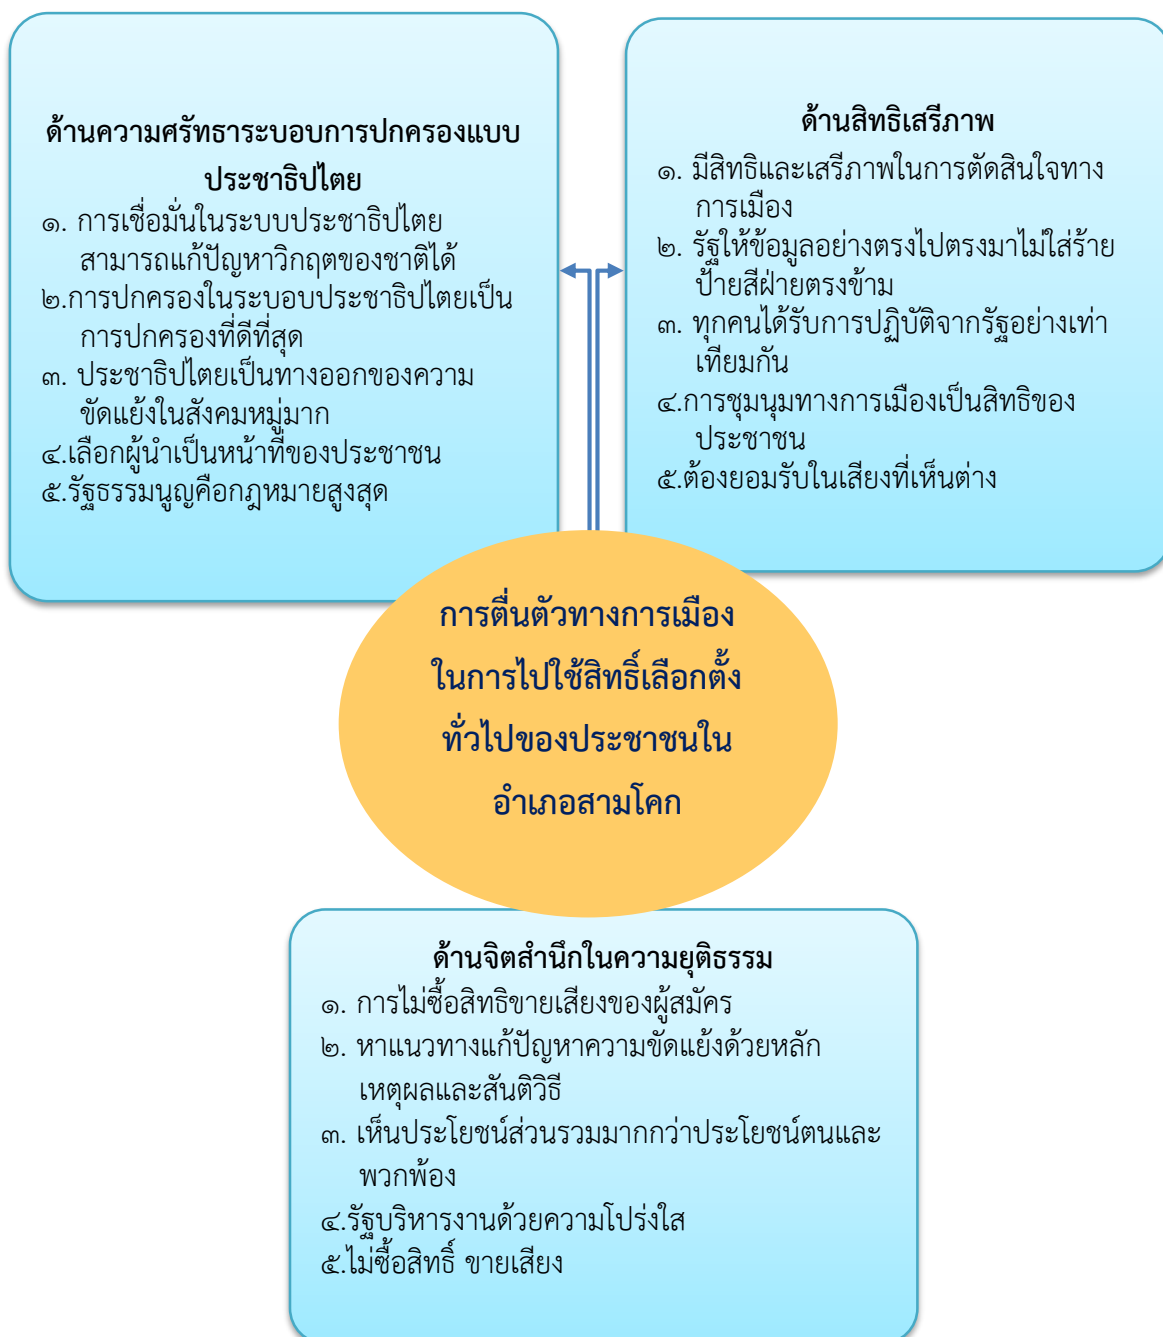 ด้านความศรัทธาระบอบการปกครองแบบ
ประชาธิปไตย
๑. การเชื่อมั่นในระบบประชาธิปไตย
สามารถแก้ปัญหาวิกฤตของชาติได้
๒.การปกครองในระบอบประชาธิปไตยเป็น
การปกครองที่ดีที่สุด
๓. ประชาธิปไตยเป็นทางออกของความ
ขัดแย้งในสังคมหมู่มาก
๔.เลือกผู้นำเป็นหน้าที่ของประชาชน
๕.รัฐธรรมนูญคือกฎหมายสูงสุด
ด้านสิทธิเสรีภาพ
๑. มีสิทธิและเสรีภาพในการตัดสินใจทาง
การเมือง
๒. รัฐให้ข้อมูลอย่างตรงไปตรงมาไม่ใส่ร้าย
ป้ายสีฝ่ายตรงข้าม
๓. ทุกคนได้รับการปฏิบัติจากรัฐอย่างเท่า
เทียมกัน
๔.การชุมนุมทางการเมืองเป็นสิทธิของ
ประชาชน
๕.ต้องยอมรับในเสียงที่เห็นต่าง
การตื่นตัวทางการเมือง
ในการไปใช้สิทธิ์เลือกตั้ง
ทั่วไปของประชาชนใน
อำเภอสามโคก
ด้านจิตสำนึกในความยุติธรรม
๑. การไม่ซื้อสิทธิขายเสียงของผู้สมัคร
๒. หาแนวทางแก้ปัญหาความขัดแย้งด้วยหลัก
เหตุผลและสันติวิธี
๓. เห็นประโยชน์ส่วนรวมมากกว่าประโยชน์ตนและ
พวกพ้อง
๔.รัฐบริหารงานด้วยความโปร่งใส
๕.ไม่ซื้อสิทธิ์ ขายเสียง